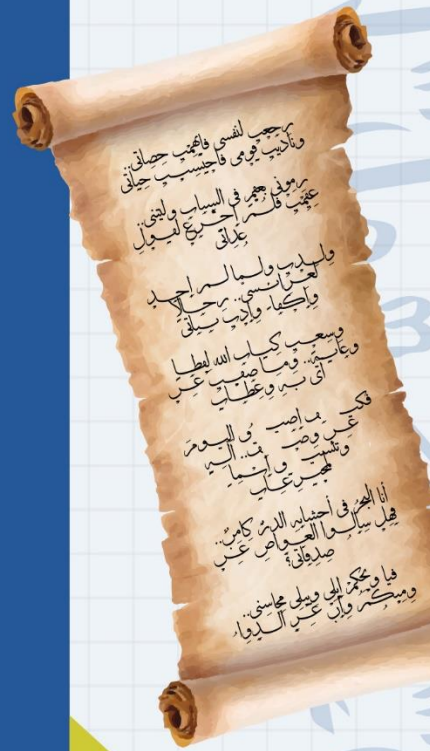 رجعت لنفسي فاتهمت حصاتي..
وناديت قومي فاحتسبت حياتي
رموني بعقم في الشباب وليتني..
عقمت فلم أجزع لقول
عداتي
ولدت ولما لم أجد
لعرائسي.. رجالا
وأكفاء وأدت بناتي
وسعت كتاب الله لفظا
وغاية.. وما ضقت عن
آي به وعظات
اليوم
عن
أنا البحر في أحشائه الدر كامن..
فهل سألوا الغواص عن
صدفاتي؟
فيا ويحكم أبلى وتبلى محاسني..
ومنكم وإن عز الدواء